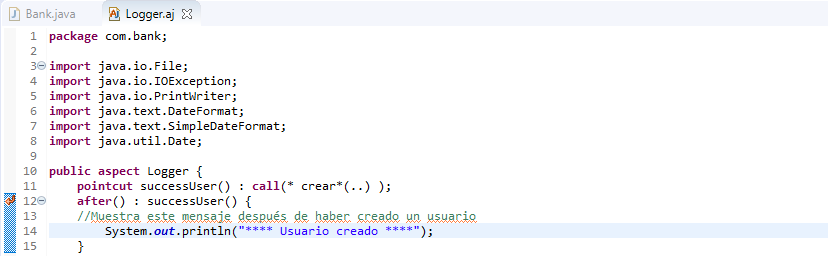 Bank.java Logger.aj
1 package com.bank;
2
3 import java.io.File;
4 import java.io.IOException;
5 import java.io.PrintWriter;
6 import java.text.DateFormat;
7 import java.text.SimpleDateFormat;
8 import java.util.Date;
9
10 public aspect Logger {
11     pointcut successUser() : call(* crear*(..) );
12     after() : successUser() {
13     //Muestra este mensaje después de haber creado un usuario
14         System.out.println("**** Usuario creado ****");
15     }